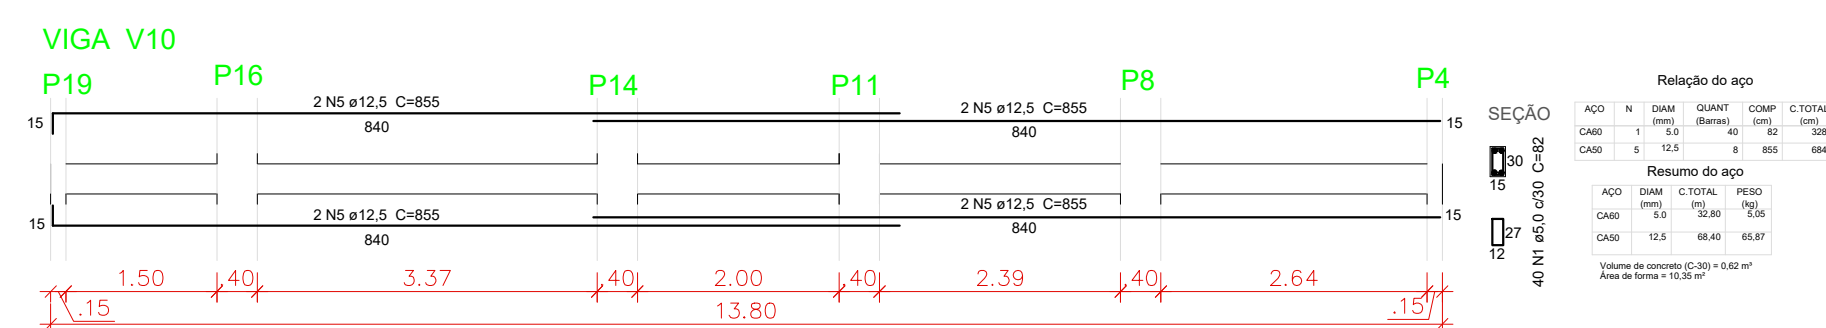 VIGA V10
P19
P16
P14
P11
P8
P4
2 N5 ø12,5 C=855
840
15
2 N5 ø12,5 C=855
840
15
2 N5 ø12,5 C=855
840
15
2 N5 ø12,5 C=855
840
15
1.50
,40
3.37
,40
2.00
,40
2.39
,40
2.64
.15
13.80
.15
SEÇÃO
30
15
27
12
40 N1 ø5,0 c/30 C=82
Relação do aço
AÇO N DIAM QUANT COMP C.TOTAL
(mm) (Barras) (cm) (cm)
CA60 1 5.0 40 82 328
CA50 5 12,5 8 855 684
Resumo do aço
AÇO DIAM C.TOTAL PESO
(mm) (m) (kg)
CA60 5.0 32,80 5,05
CA50 12,5 68,40 65,87
Volume de concreto (C-30) = 0,62 m³
Área de forma = 10,35 m²